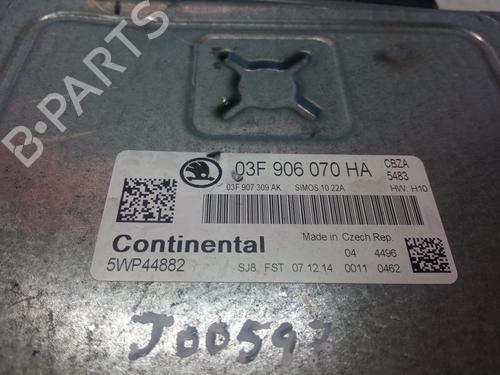 B-PARTS
03F 906 070 HA CBZA
5483
03F 907 309 AK SIMOS 10.22A HW: H10
Continental Made in Czech Rep.
5WP44882 04 4496
SJ8 FST 07.12.14 0011 0462
J00597